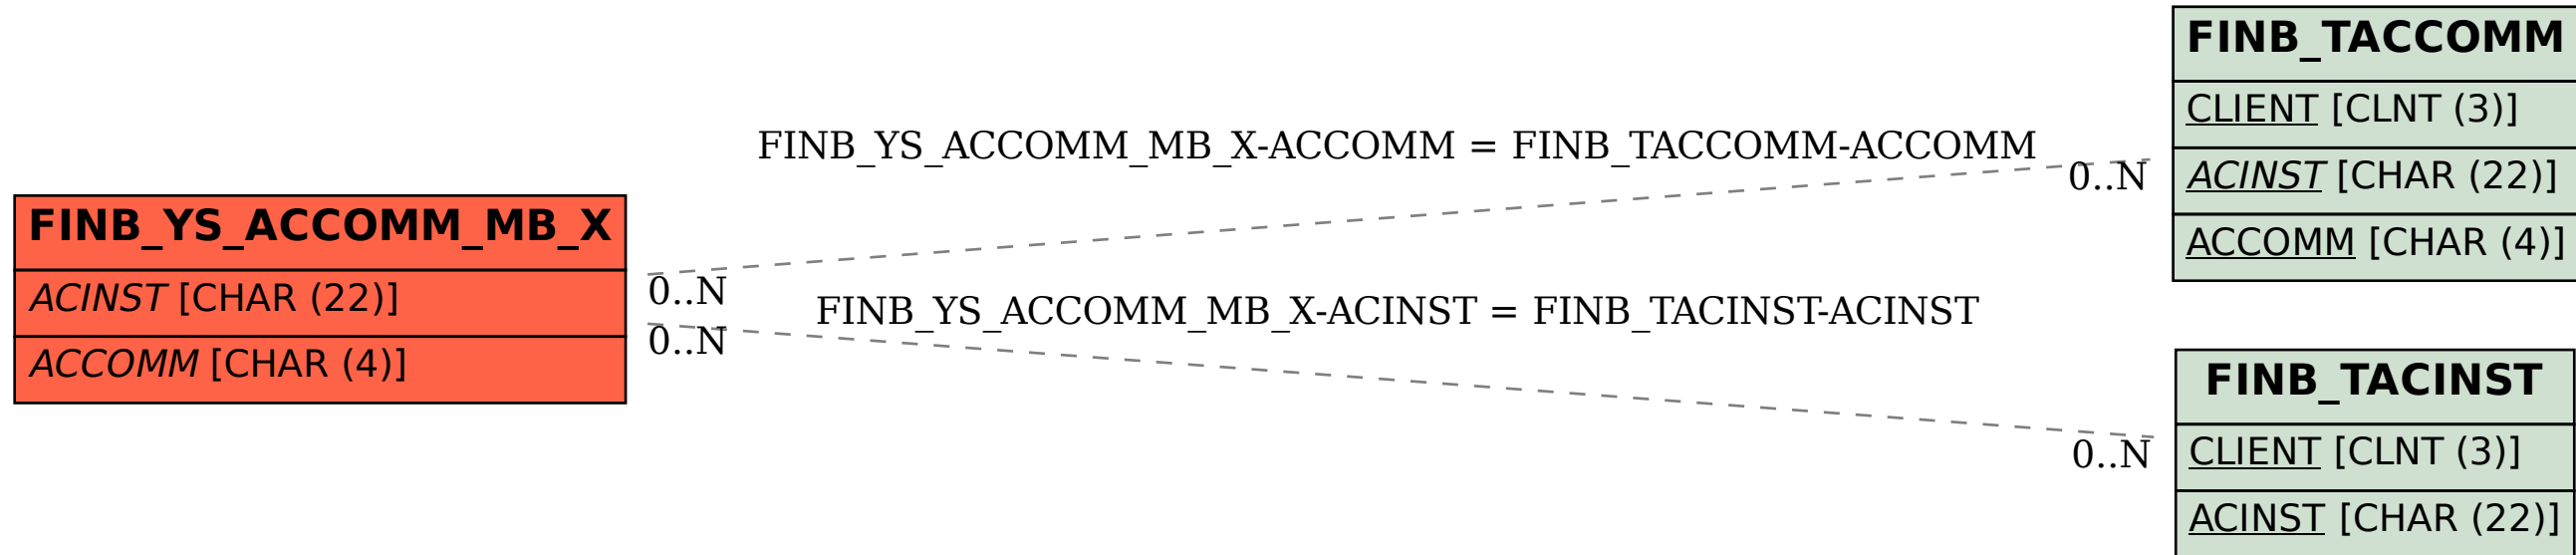 FINB_YS_ACCOMM_MB_X
ACINST [CHAR (22)]
ACCOMM [CHAR (4)]
FINB_YS_ACCOMM_MB_X-ACCOMM = FINB_TACCOMM-ACCOMM
0..N
0..N
FINB_YS_ACCOMM_MB_X-ACINST = FINB_TACINST-ACINST
0..N
0..N
FINB_TACCOMM
CLIENT [CLNT (3)]
ACINST [CHAR (22)]
ACCOMM [CHAR (4)]
FINB_TACINST
CLIENT [CLNT (3)]
ACINST [CHAR (22)]